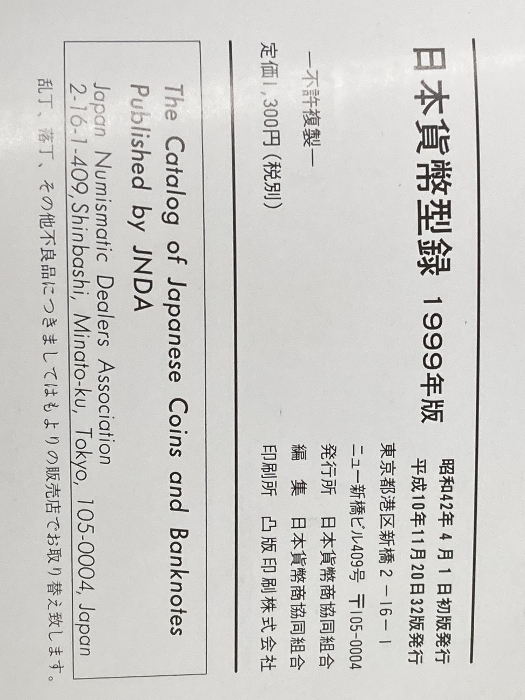 日本貨幣型録 1999年版
昭和42年4月1日初版発行
平成10年11月20日32版発行
東京都港区新橋2-16-1
ニュー新橋ビル409号 〒105-0004
発行所 日本貨幣商協同組合
編 集 日本貨幣商協同組合
印刷所 凸版印刷株式会社
―不許複製―
定価1,300円(税別)
The Catalog of Japanese Coins and Banknotes
Published by JNDA
Japan Numismatic Dealers Association
2-16-1-409,Shinbashi, Minato-ku, Tokyo, 105-0004, Japan
乱丁、落丁、その他不良品につきましてはもよりの販売店でお取り替え致します。